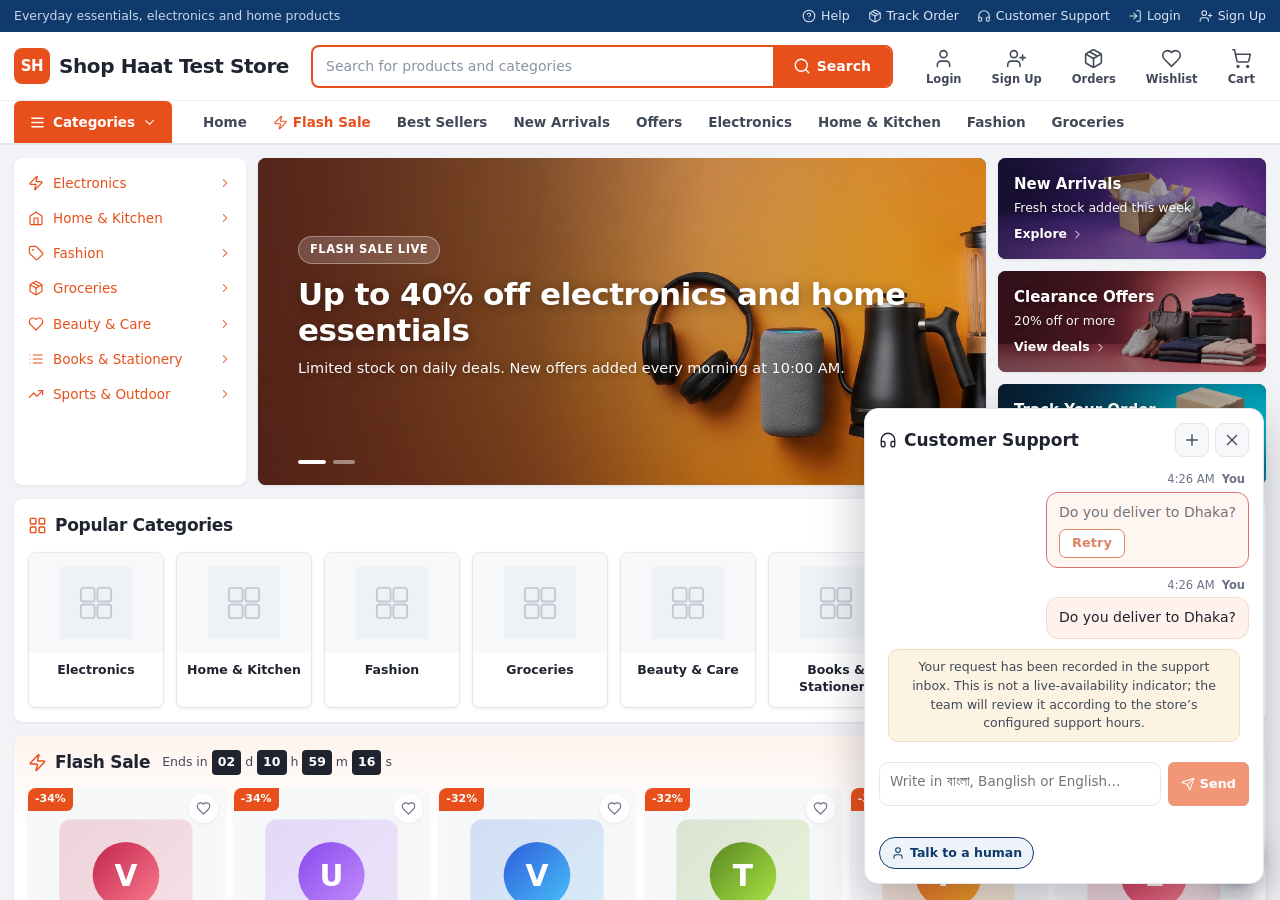 Everyday essentials, electronics and home products
Help
Track Order
Customer Support
Login
Sign Up
SH
Shop Haat Test Store
Search for products and categories
Search
Login
Sign Up
Orders
Wishlist
Cart
Categories
Home
Flash Sale
Best Sellers
New Arrivals
Offers
Electronics
Home & Kitchen
Fashion
Groceries
Electronics
Home & Kitchen
Fashion
Groceries
Beauty & Care
Books & Stationery
Sports & Outdoor
FLASH SALE LIVE
Up to 40% off electronics and home
essentials
Limited stock on daily deals. New offers added every morning at 10:00 AM.
New Arrivals
Fresh stock added this week
Explore
Clearance Offers
20% off or more
View deals
Track Your Order
Popular Categories
Electronics
Home & Kitchen
Fashion
Groceries
Beauty & Care
Books &
Flash Sale
Ends in 02 d 10 h 59 m 16 s
-34%
-34%
-32%
-32%
V
U
V
T
Customer Support
4:26 AM You
Do you deliver to Dhaka?
Retry
4:26 AM You
Do you deliver to Dhaka?
Your request has been recorded in the support
inbox. This is not a live-availability indicator; the
team will review it according to the store’s
configured support hours.
Write in বাংলা, Banglish or English…
Send
Talk to a human